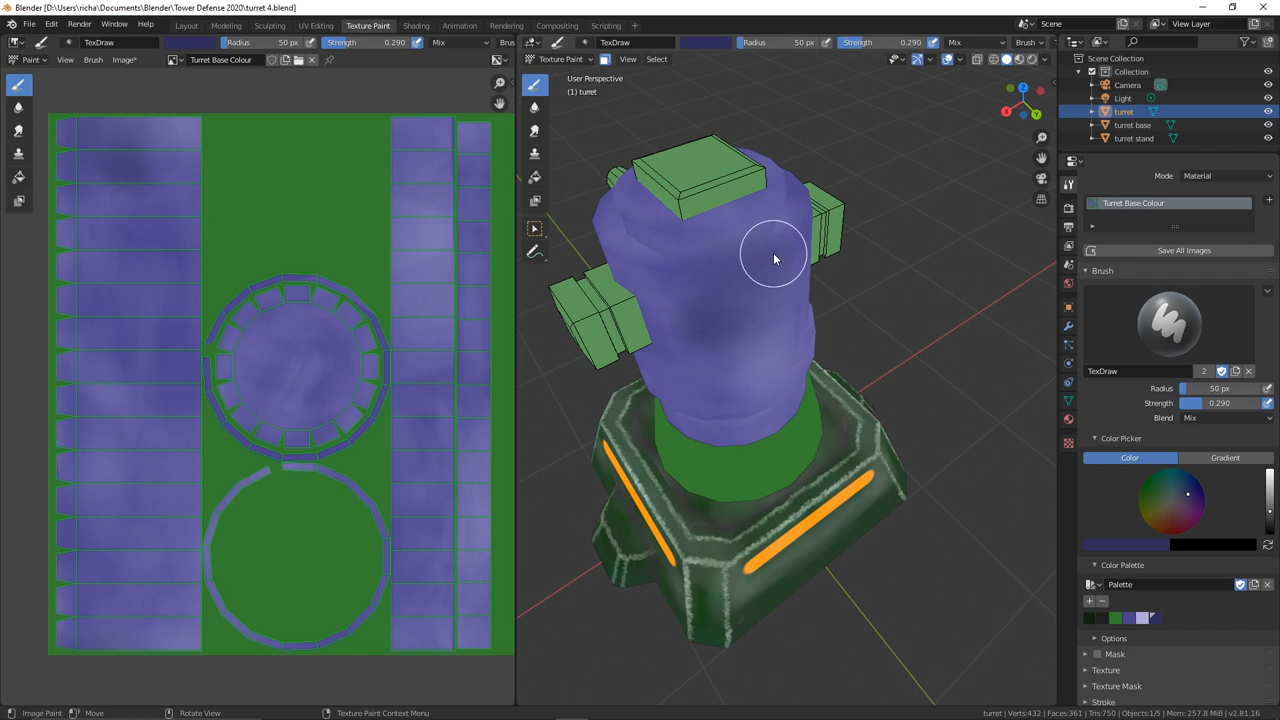 Blender [D:\Users\richa\Documents\Blender\Tower Defense 2020\turret 4.blend]
File Edit Render Window Help Layout Modeling Sculpting UV Editing Texture Paint Shading Animation Rendering Compositing Scripting Scene View Layer
TexDraw Radius 50 px Strength 0.290 Mix Brus TexDraw Radius 50 px Strength 0.290 Mix Brush
Paint View Brush Image* Turret Base Colour Texture Paint View Select
User Perspective
(1) turret
Scene Collection
Collection
Camera
Light
turret
turret base
turret stand
Mode Material
Turret Base Colour
Save All Images
Brush
TexDraw 2
Radius 50 px
Strength 0.290
Blend Mix
Color Picker
Color Gradient
Color Palette
Palette
Options
Mask
Texture
Texture Mask
Stroke
Image Paint Move Rotate View Texture Paint Context Menu turret | Verts:432 | Faces:361 | Tris:750 | Objects:1/5 | Mem: 257.8 MiB | v2.81.16
X
Y
Z